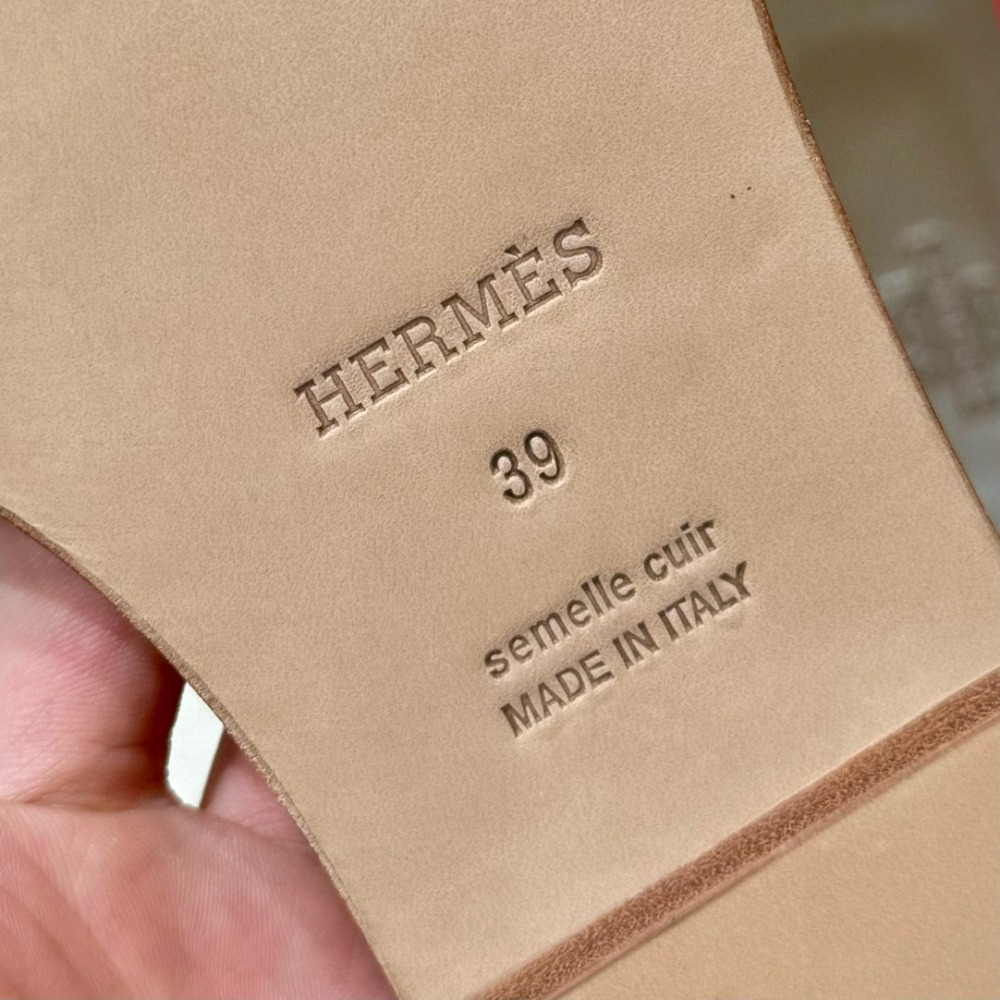 HERMÈS
39
semelle cuir
MADE IN ITALY